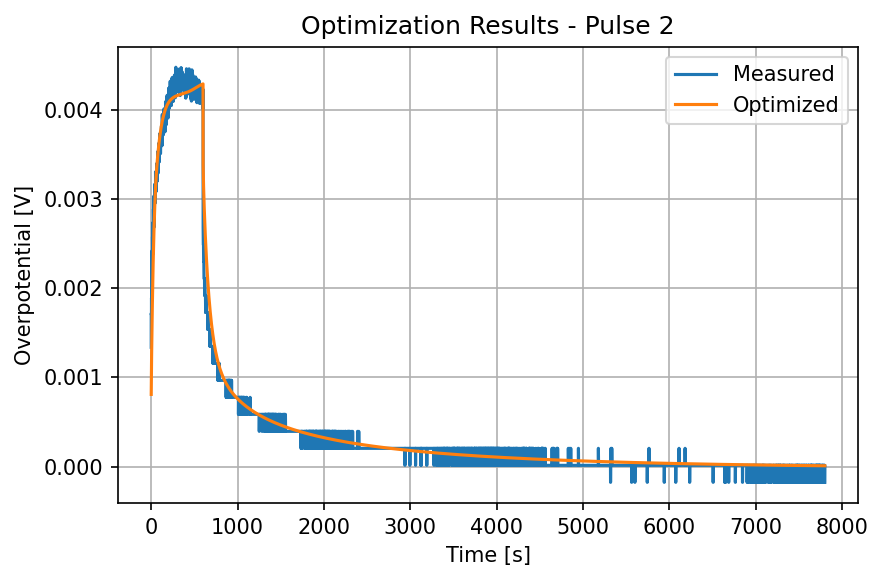 Optimization Results - Pulse 2
Measured
Optimized
Overpotential [V]
0.004
0.003
0.002
0.001
0.000
0 1000 2000 3000 4000 5000 6000 7000 8000
Time [s]